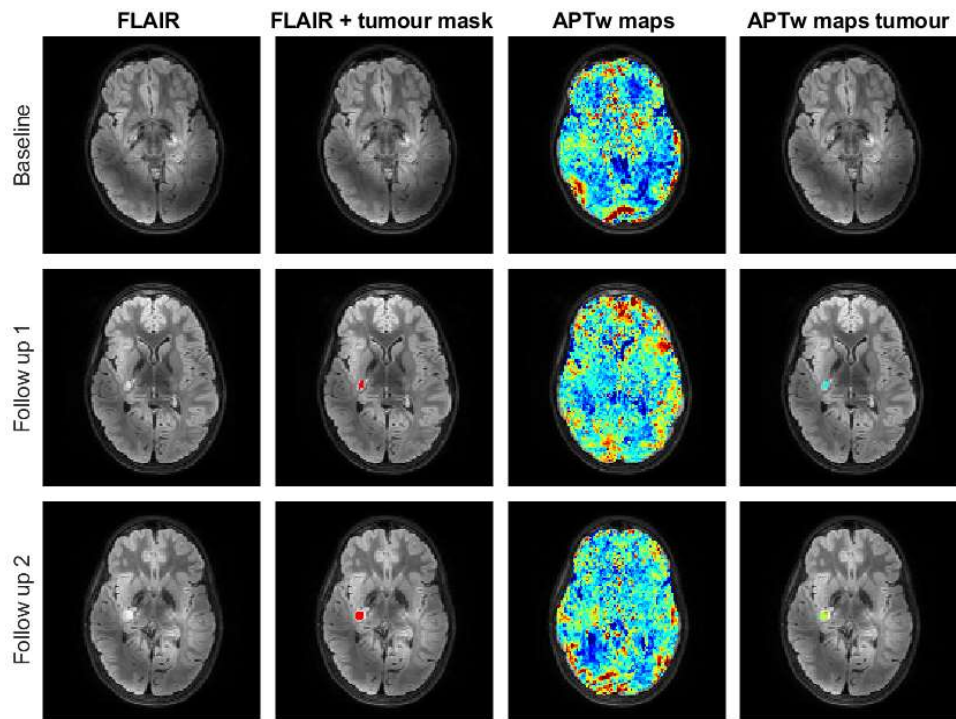 FLAIR
FLAIR + tumour mask
APTw maps
APTw maps tumour
Baseline
Follow up 1
Follow up 2